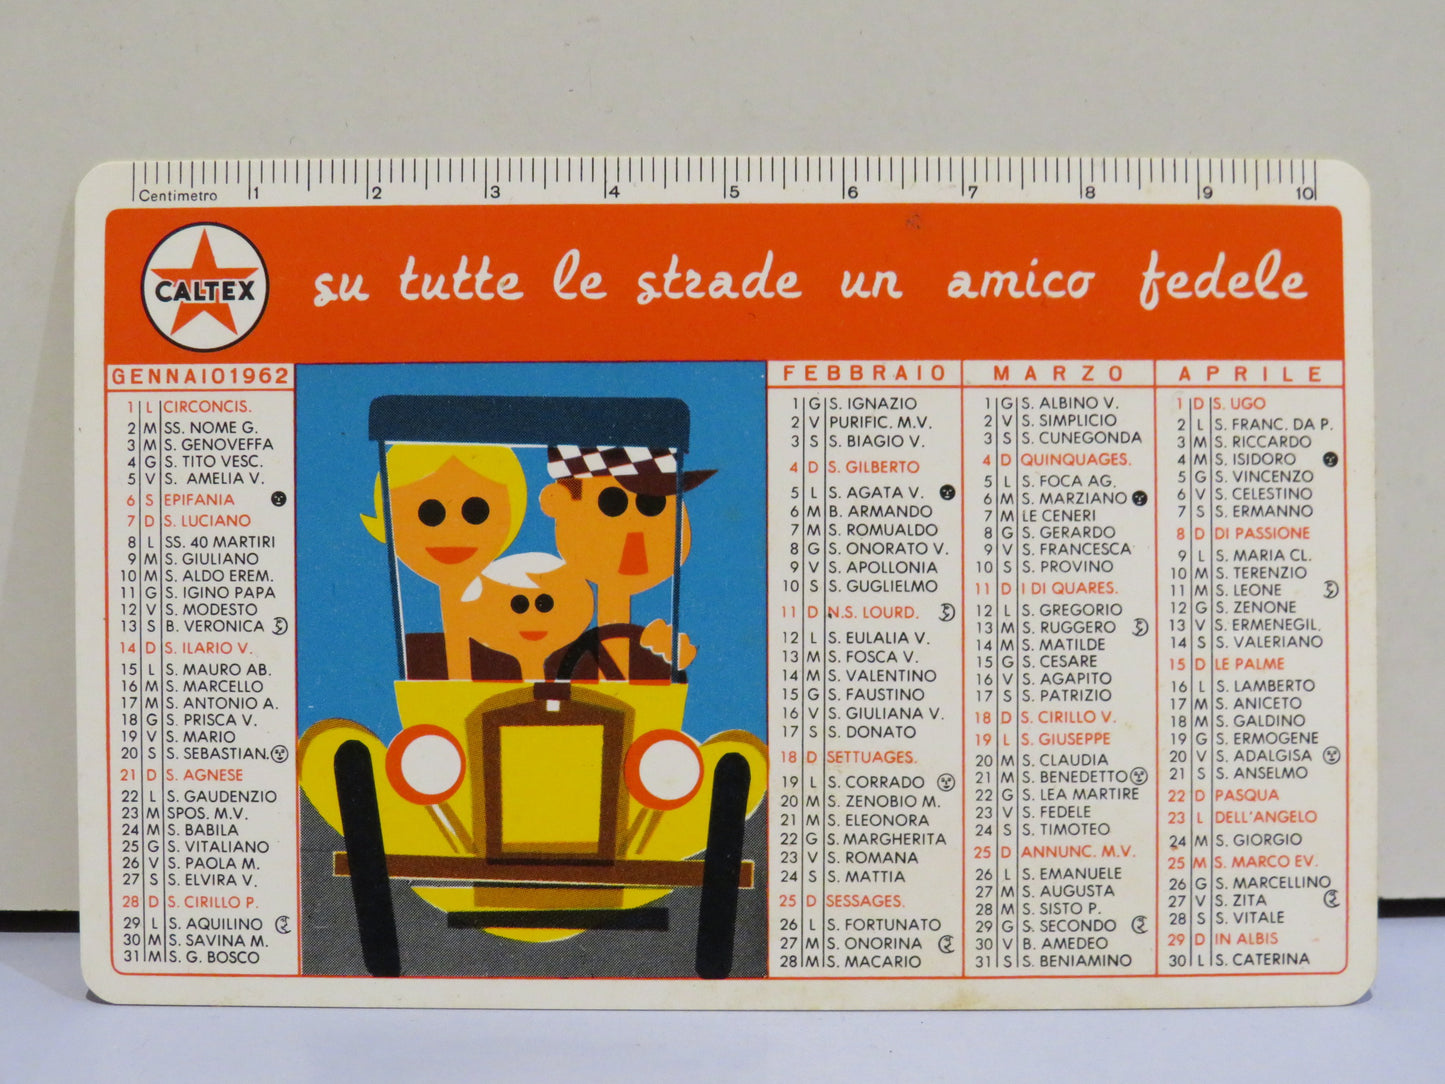 Centimetro 1 2 3 4 5 6 7 8 9 10
CALTEX
su tutte le strade un amico fedele
GENNAIO 1962
1 L CIRCONCIS.
2 M SS. NOME G.
3 M S. GENOVEFFA
4 G S. TITO VESC.
5 V S. AMELIA V.
6 S EPIFANIA
7 D S. LUCIANO
8 L SS. 40 MARTIRI
9 M S. GIULIANO
10 M S. ALDO EREM.
11 G S. IGINO PAPA
12 V S. MODESTO
13 S B. VERONICA
14 D S. ILARIO V.
15 L S. MAURO AB.
16 M S. MARCELLO
17 M S. ANTONIO A.
18 G S. PRISCA V.
19 V S. MARIO
20 S S. SEBASTIAN.
21 D S. AGNESE
22 L S. GAUDENZIO
23 M SPOS. M.V.
24 M S. BABILA
25 G S. VITALIANO
26 V S. PAOLA M.
27 S S. ELVIRA V.
28 D S. CIRILLO P.
29 L S. AQUILINO
30 M S. SAVINA M.
31 M S. G. BOSCO
FEBBRAIO
1 G S. IGNAZIO
2 V PURIFIC. M.V.
3 S S. BIAGIO V.
4 D S. GILBERTO
5 L S. AGATA V.
6 M B. ARMANDO
7 M S. ROMUALDO
8 G S. ONORATO V.
9 V S. APOLLONIA
10 S S. GUGLIELMO
11 D N.S. LOURD.
12 L S. EULALIA V.
13 M S. FOSCA V.
14 M S. VALENTINO
15 G S. FAUSTINO
16 V S. GIULIANA V.
17 S S. DONATO
18 D SETTUAGES.
19 L S. CORRADO
20 M S. ZENOBIO M.
21 M S. ELEONORA
22 G S. MARGHERITA
23 V S. ROMANA
24 S S. MATTIA
25 D SESSAGES.
26 L S. FORTUNATO
27 M S. ONORINA
28 M S. MACARIO
MARZO
1 G S. ALBINO V.
2 V S. SIMPLICIO
3 S S. CUNEGONDA
4 D QUINQUAGES.
5 L S. FOCA AG.
6 M S. MARZIANO
7 M LE CENERI
8 G S. GERARDO
9 V S. FRANCESCA
10 S S. PROVINO
11 D I DI QUARES.
12 L S. GREGORIO
13 M S. RUGGERO
14 M S. MATILDE
15 G S. CESARE
16 V S. AGAPITO
17 S S. PATRIZIO
18 D S. CIRILLO V.
19 L S. GIUSEPPE
20 M S. CLAUDIA
21 M S. BENEDETTO
22 G S. LEA MARTIRE
23 V S. FEDELE
24 S S. TIMOTEO
25 D ANNUNC. M.V.
26 L S. EMANUELE
27 M S. AUGUSTA
28 M S. SISTO P.
29 G S. SECONDO
30 V B. AMEDEO
31 S S. BENIAMINO
APRILE
1 D S. UGO
2 L S. FRANC. DA P.
3 M S. RICCARDO
4 M S. ISIDORO
5 G S. VINCENZO
6 V S. CELESTINO
7 S S. ERMANNO
8 D DI PASSIONE
9 L S. MARIA CL.
10 M S. TERENZIO
11 M S. LEONE
12 G S. ZENONE
13 V S. ERMENEGIL.
14 S S. VALERIANO
15 D LE PALME
16 L S. LAMBERTO
17 M S. ANICETO
18 M S. GALDINO
19 G S. ERMOGENE
20 V S. ADALGISA
21 S S. ANSELMO
22 D PASQUA
23 L DELL'ANGELO
24 M S. GIORGIO
25 M S. MARCO EV.
26 G S. MARCELLINO
27 V S. ZITA
28 S S. VITALE
29 D IN ALBIS
30 L S. CATERINA